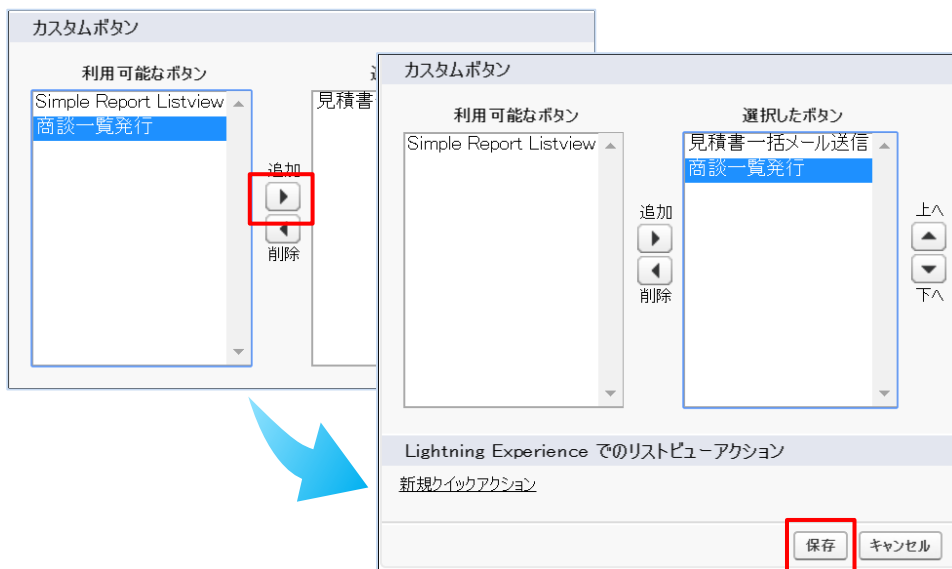 カスタムボタン
利用可能なボタン
Simple Report Listview
商談一覧発行
追加
削除
見積書
カスタムボタン
利用可能なボタン
Simple Report Listview
追加
削除
選択したボタン
見積書一括メール送信
商談一覧発行
上へ
下へ
Lightning Experience でのリストビューアクション
新規クイックアクション
保存
キャンセル